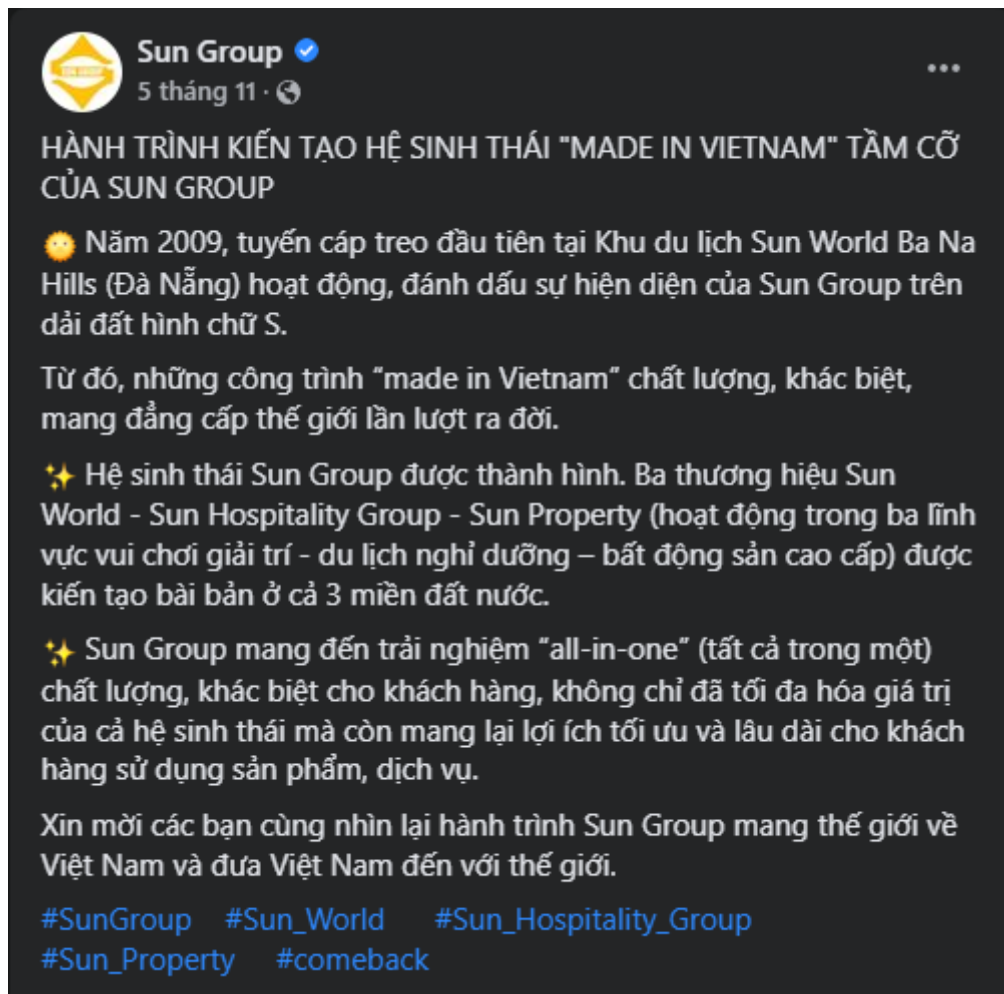 Sun Group
5 tháng 11 ·
HÀNH TRÌNH KIẾN TẠO HỆ SINH THÁI "MADE IN VIETNAM" TẦM CỠ
CỦA SUN GROUP
🌞 Năm 2009, tuyến cáp treo đầu tiên tại Khu du lịch Sun World Ba Na
Hills (Đà Nẵng) hoạt động, đánh dấu sự hiện diện của Sun Group trên
dải đất hình chữ S.
Từ đó, những công trình “made in Vietnam” chất lượng, khác biệt,
mang đẳng cấp thế giới lần lượt ra đời.
✨ Hệ sinh thái Sun Group được thành hình. Ba thương hiệu Sun
World - Sun Hospitality Group - Sun Property (hoạt động trong ba lĩnh
vực vui chơi giải trí - du lịch nghỉ dưỡng – bất động sản cao cấp) được
kiến tạo bài bản ở cả 3 miền đất nước.
✨ Sun Group mang đến trải nghiệm “all-in-one” (tất cả trong một)
chất lượng, khác biệt cho khách hàng, không chỉ đã tối đa hóa giá trị
của cả hệ sinh thái mà còn mang lại lợi ích tối ưu và lâu dài cho khách
hàng sử dụng sản phẩm, dịch vụ.
Xin mời các bạn cùng nhìn lại hành trình Sun Group mang thế giới về
Việt Nam và đưa Việt Nam đến với thế giới.
#SunGroup #Sun_World #Sun_Hospitality_Group
#Sun_Property #comeback